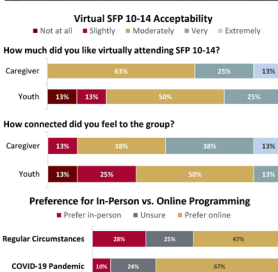 Virtual SFP 10-14 Acceptability
Not at all Slightly Moderately Very Extremely
How much did you like virtually attending SFP 10-14?
Caregiver 63% 25% 13%
Youth 13% 13% 50% 25%
How connected did you feel to the group?
Caregiver 13% 38% 38% 13%
Youth 13% 25% 50% 13%
Preference for In-Person vs. Online Programming
Prefer in-person Unsure Prefer online
Regular Circumstances 28% 25% 47%
COVID-19 Pandemic 10% 24% 67%